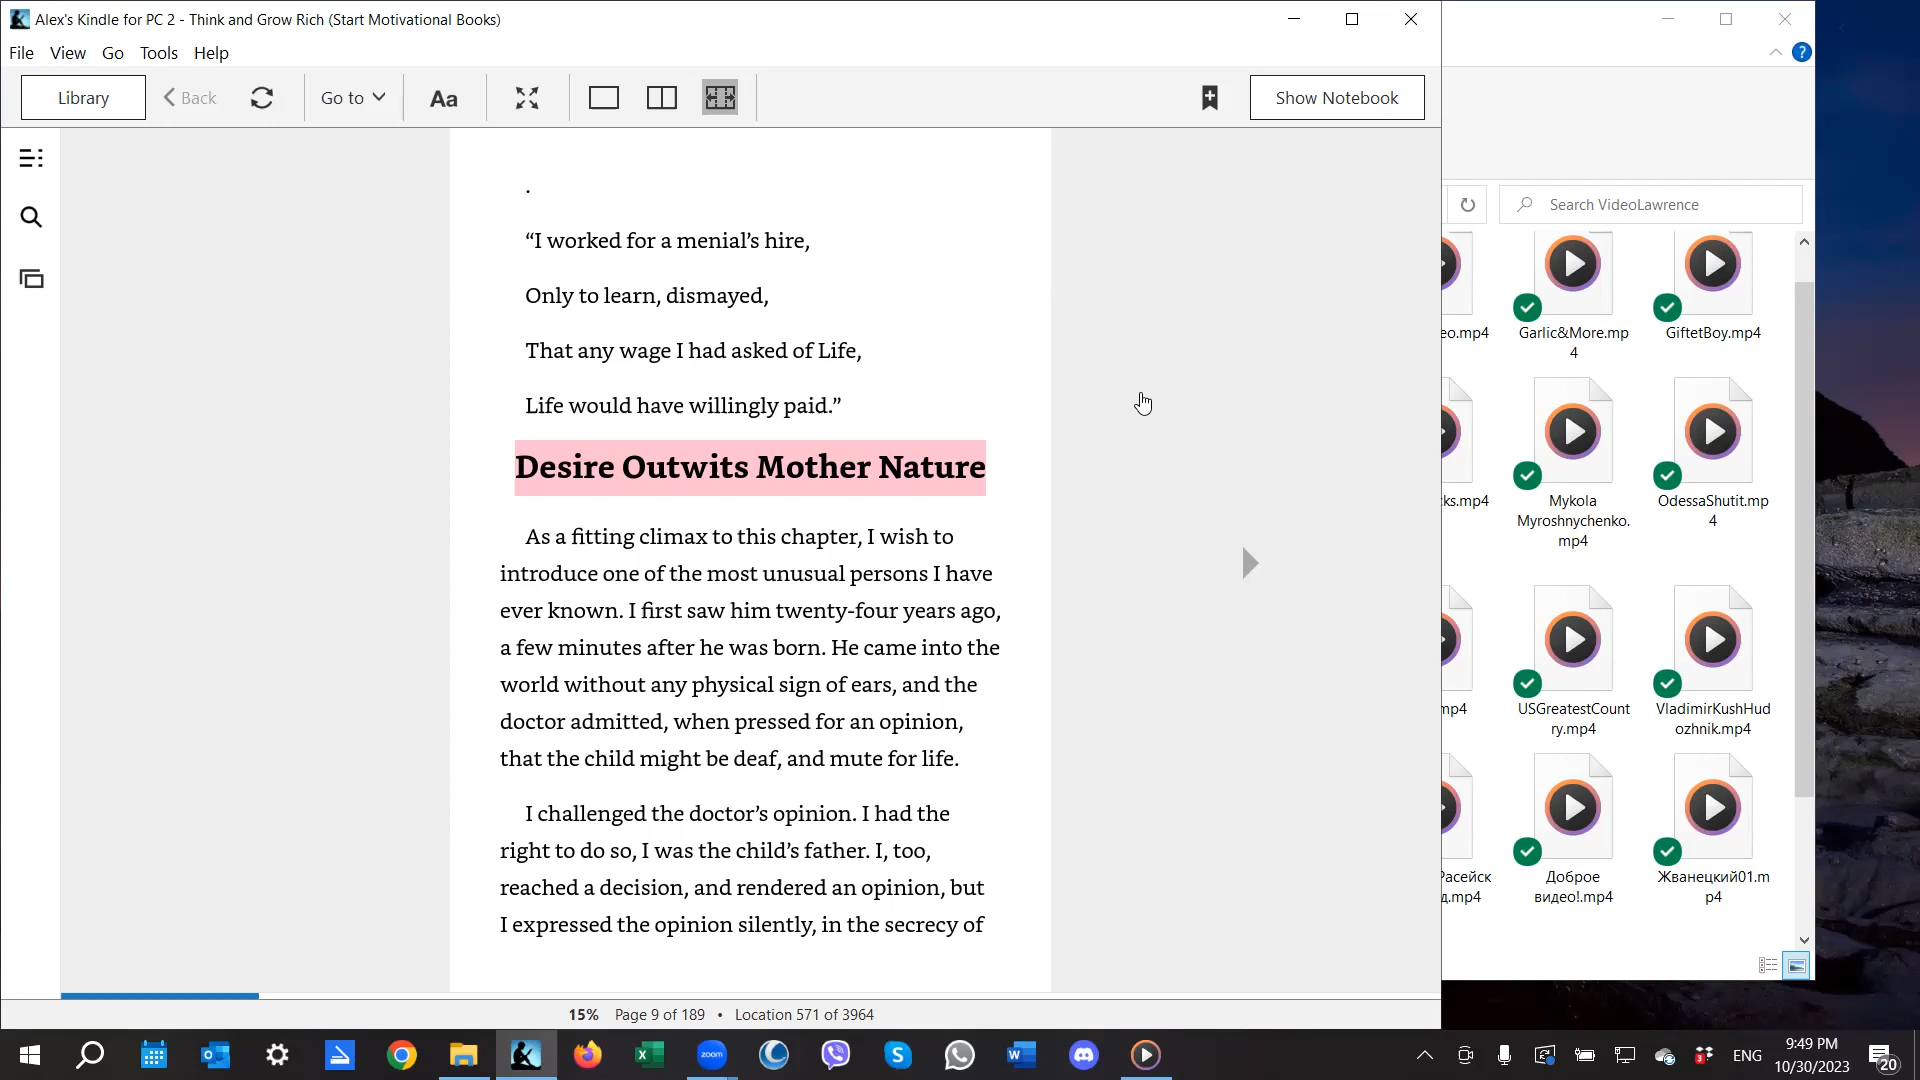 Alex's Kindle for PC 2 - Think and Grow Rich (Start Motivational Books)
File View Go Tools Help
Library
Back
Go to
Aa
Show Notebook
.
“I worked for a menial’s hire,
Only to learn, dismayed,
That any wage I had asked of Life,
Life would have willingly paid.”
Desire Outwits Mother Nature
As a fitting climax to this chapter, I wish to
introduce one of the most unusual persons I have
ever known. I first saw him twenty-four years ago,
a few minutes after he was born. He came into the
world without any physical sign of ears, and the
doctor admitted, when pressed for an opinion,
that the child might be deaf, and mute for life.
I challenged the doctor’s opinion. I had the
right to do so, I was the child’s father. I, too,
reached a decision, and rendered an opinion, but
I expressed the opinion silently, in the secrecy of
15% Page 9 of 189 • Location 571 of 3964
?
Search VideoLawrence
eo.mp4
Garlic&More.mp
4
GiftetBoy.mp4
ks.mp4
Mykola
Myroshnychenko.
mp4
OdessaShutit.mp
4
mp4
USGreatestCount
ry.mp4
VladimirKushHud
ozhnik.mp4
Расейск
д.mp4
Доброе
видео!.mp4
Жванецкий01.m
p4
zoom
ENG
9:49 PM
10/30/2023
20